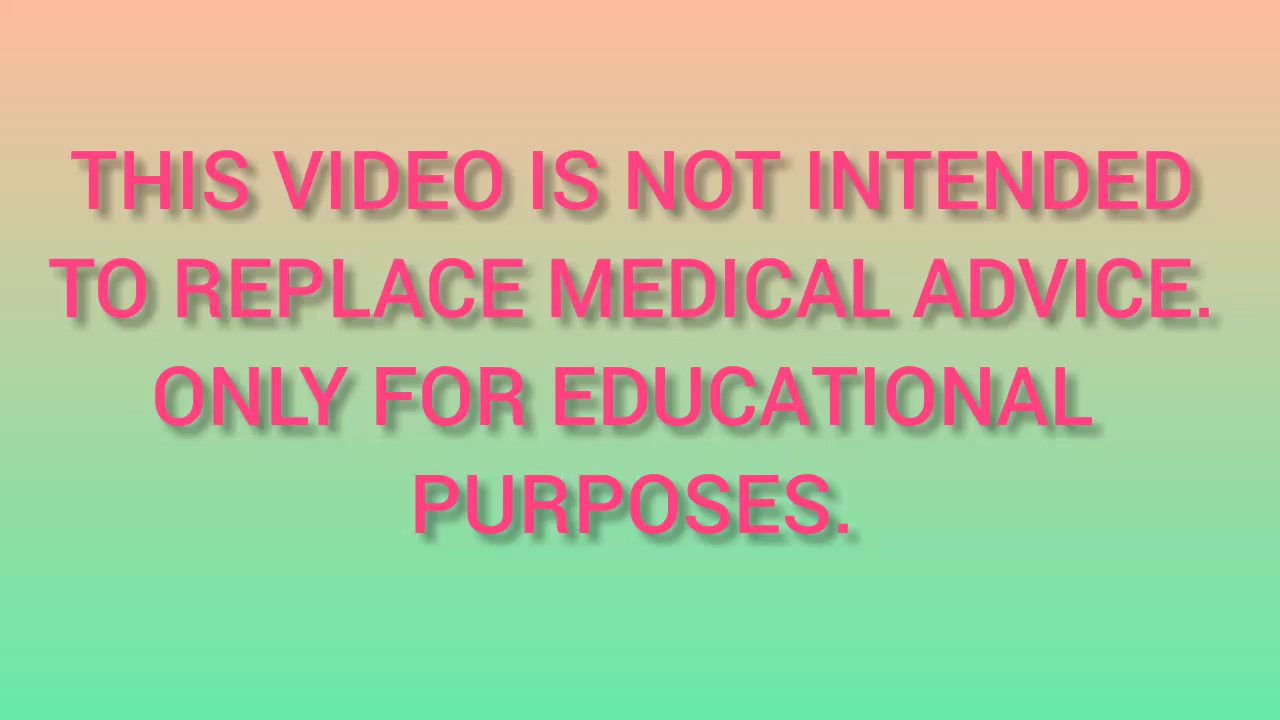 THIS VIDEO IS NOT INTENDED
TO REPLACE MEDICAL ADVICE.
ONLY FOR EDUCATIONAL
PURPOSES.